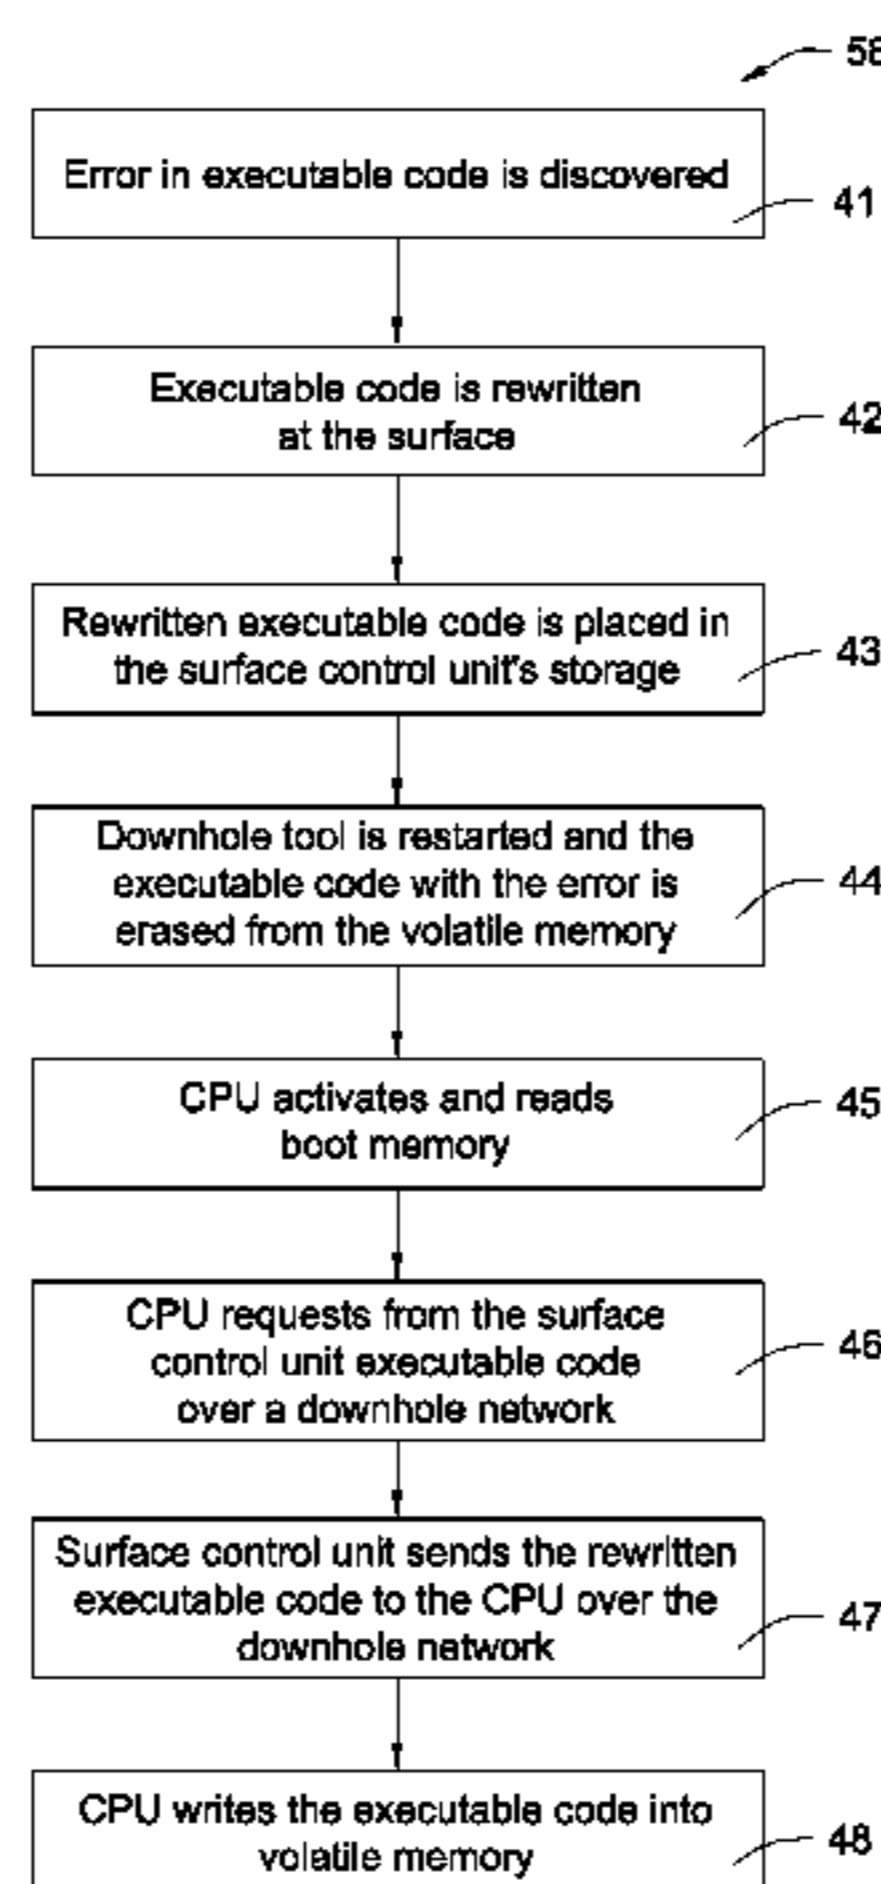 58
Error in executable code is discovered
41
Executable code is rewritten
at the surface
42
Rewritten executable code is placed in
the surface control unit's storage
43
Downhole tool is restarted and the
executable code with the error is
erased from the volatile memory
44
CPU activates and reads
boot memory
45
CPU requests from the surface
control unit executable code
over a downhole network
46
Surface control unit sends the rewritten
executable code to the CPU over the
downhole network
47
CPU writes the executable code into
volatile memory
48